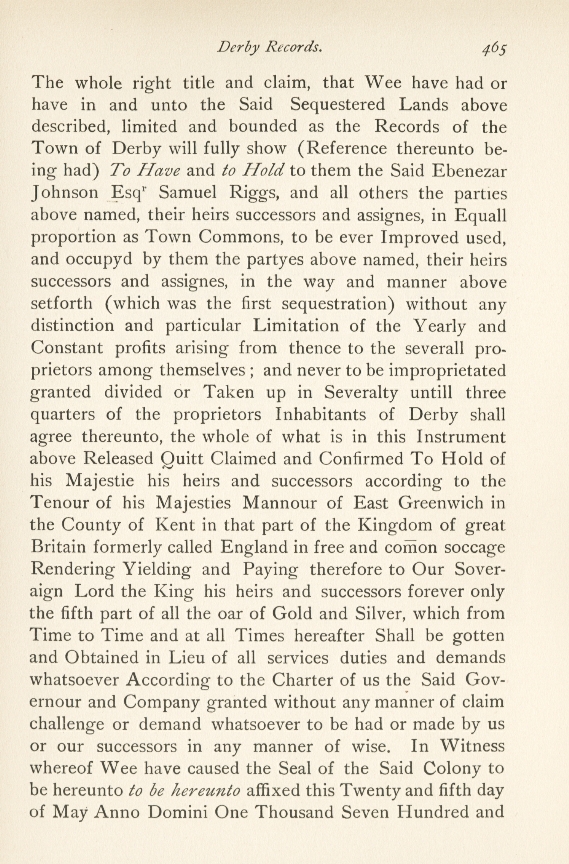 Derby Records. 465
The whole right title and claim, that Wee have had or
have in and unto the Said Sequestered Lands above
described, limited and bounded as the Records of the
Town of Derby will fully show (Reference thereunto be-
ing had) To Have and to Hold to them the Said Ebenezar
Johnson Esqʳ Samuel Riggs, and all others the parties
above named, their heirs successors and assignes, in Equall
proportion as Town Commons, to be ever Improved used,
and occupyd by them the partyes above named, their heirs
successors and assignes, in the way and manner above
setforth (which was the first sequestration) without any
distinction and particular Limitation of the Yearly and
Constant profits arising from thence to the severall pro-
prietors among themselves ; and never to be improprietated
granted divided or Taken up in Severalty untill three
quarters of the proprietors Inhabitants of Derby shall
agree thereunto, the whole of what is in this Instrument
above Released Quitt Claimed and Confirmed To Hold of
his Majestie his heirs and successors according to the
Tenour of his Majesties Mannour of East Greenwich in
the County of Kent in that part of the Kingdom of great
Britain formerly called England in free and com̄on soccage
Rendering Yielding and Paying therefore to Our Sover-
aign Lord the King his heirs and successors forever only
the fifth part of all the oar of Gold and Silver, which from
Time to Time and at all Times hereafter Shall be gotten
and Obtained in Lieu of all services duties and demands
whatsoever According to the Charter of us the Said Gov-
ernour and Company granted without any manner of claim
challenge or demand whatsoever to be had or made by us
or our successors in any manner of wise. In Witness
whereof Wee have caused the Seal of the Said Colony to
be hereunto to be hereunto affixed this Twenty and fifth day
of May Anno Domini One Thousand Seven Hundred and